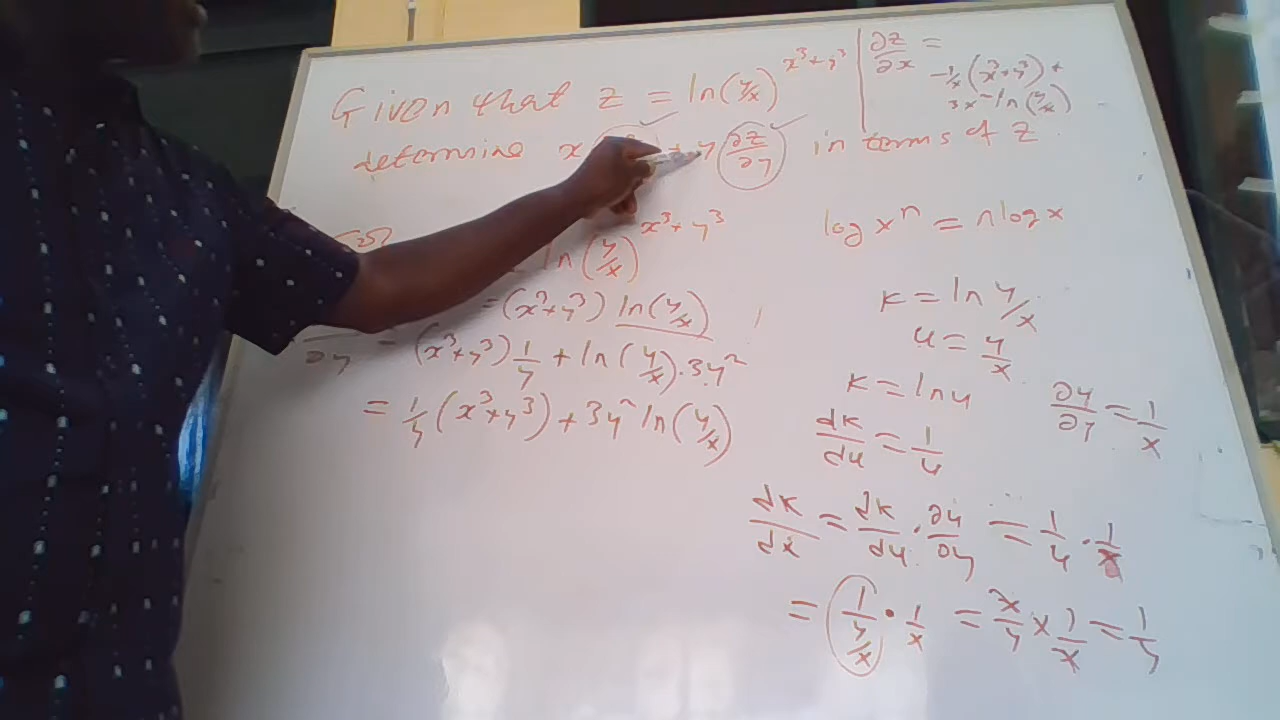 Given that z = ln(y/x)^(x³+y³)
determine x + y ∂z/∂y in terms of z
∂z/∂x =
-1/x (x³+y³) +
3x² ln(y/x)
= ln(y/x)^(x³+y³)
= (x³+y³) ln(y/x)
∂y = (x³+y³) 1/y + ln(y/x) . 3y²
= 1/y (x³+y³) + 3y² ln(y/x)
log xⁿ = n log x
k = ln y/x
u = y/x
k = ln u
∂u/∂y = 1/x
dk/du = 1/u
dk/dx = dk/du . ∂u/∂y = 1/u . 1/x
= 1/(y/x) . 1/x = x/y × 1/x = 1/y